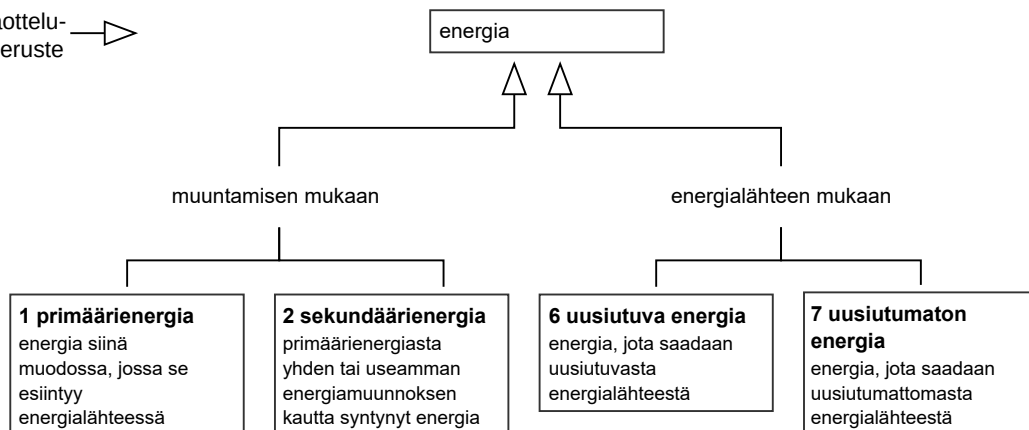 ottelu-
eruste
energia
muuntamisen mukaan
energialähteen mukaan
1 primäärienergia
energia siinä
muodossa, jossa se
esiintyy
energialähteessä
2 sekundäärienergia
primäärienergiasta
yhden tai useamman
energiamuunnoksen
kautta syntynyt energia
6 uusiutuva energia
energia, jota saadaan
uusiutuvasta
energialähteestä
7 uusiutumaton
energia
energia, jota saadaan
uusiutumattomasta
energialähteestä